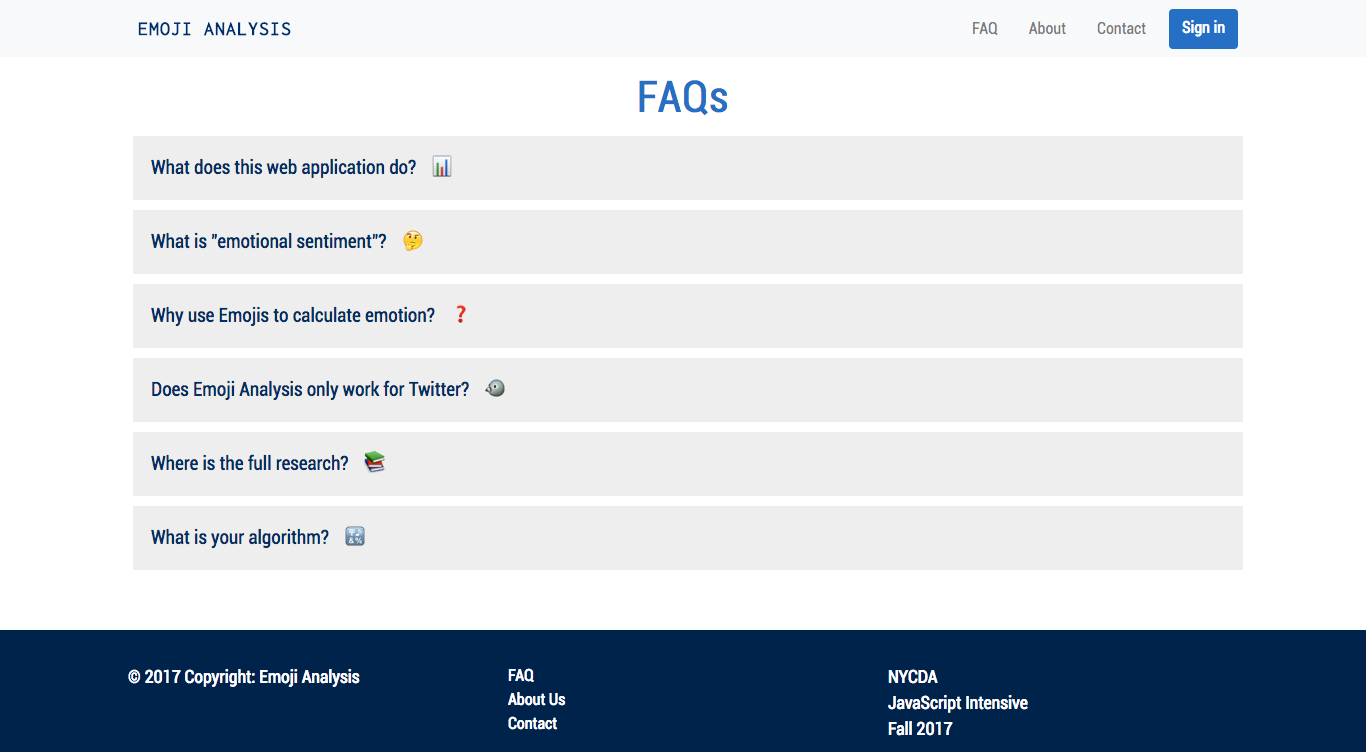 EMOJI ANALYSIS
FAQ
About
Contact
Sign in
FAQs
What does this web application do? 📊
What is "emotional sentiment"? 🤔
Why use Emojis to calculate emotion? ❓
Does Emoji Analysis only work for Twitter? 🐦
Where is the full research? 📚
What is your algorithm? 🔣
© 2017 Copyright: Emoji Analysis
FAQ
About Us
Contact
NYCDA
JavaScript Intensive
Fall 2017